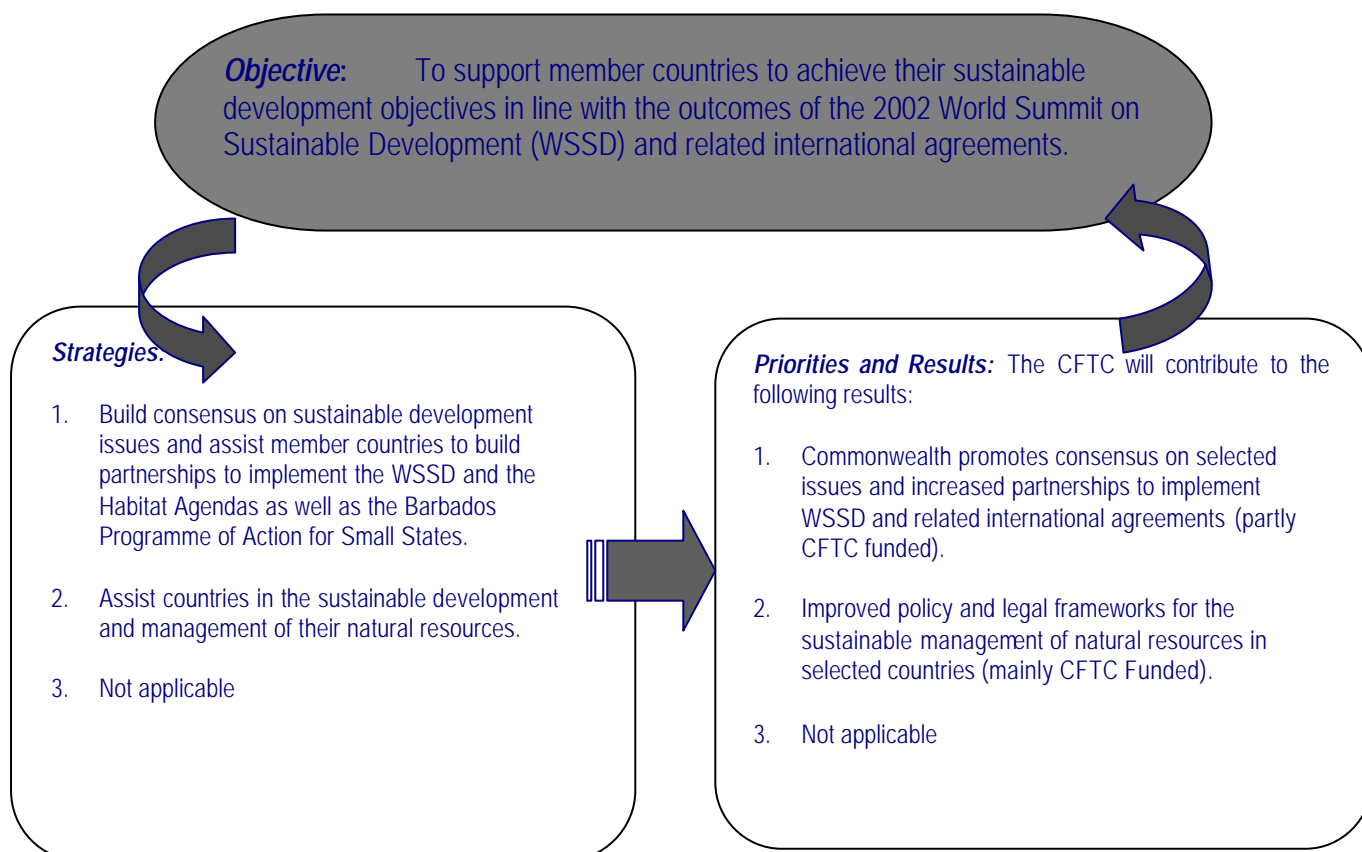 Objective: To support member countries to achieve their sustainable
development objectives in line with the outcomes of the 2002 World Summit on
Sustainable Development (WSSD) and related international agreements.
Strategies:
1. Build consensus on sustainable development
issues and assist member countries to build
partnerships to implement the WSSD and the
Habitat Agendas as well as the Barbados
Programme of Action for Small States.
2. Assist countries in the sustainable development
and management of their natural resources.
3. Not applicable
Priorities and Results: The CFTC will contribute to the
following results:
1. Commonwealth promotes consensus on selected
issues and increased partnerships to implement
WSSD and related international agreements (partly
CFTC funded).
2. Improved policy and legal frameworks for the
sustainable management of natural resources in
selected countries (mainly CFTC Funded).
3. Not applicable